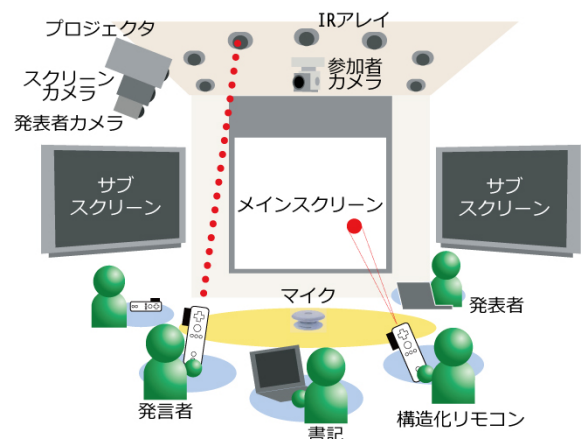 プロジェクタ
IRアレイ
スクリーン
カメラ
発表者カメラ
参加者
カメラ
サブ
スクリーン
メインスクリーン
サブ
スクリーン
マイク
発表者
発言者
書記
構造化リモコン